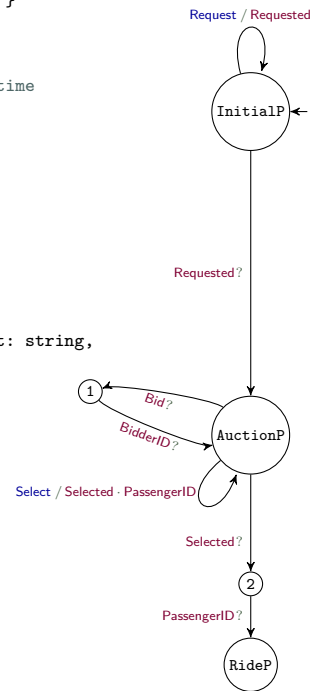 }
Request / Requested
time
InitialP
Requested?
t: string,
1
Bid?
BidderID?
AuctionP
Select / Selected · PassengerID
Selected?
2
PassengerID?
RideP